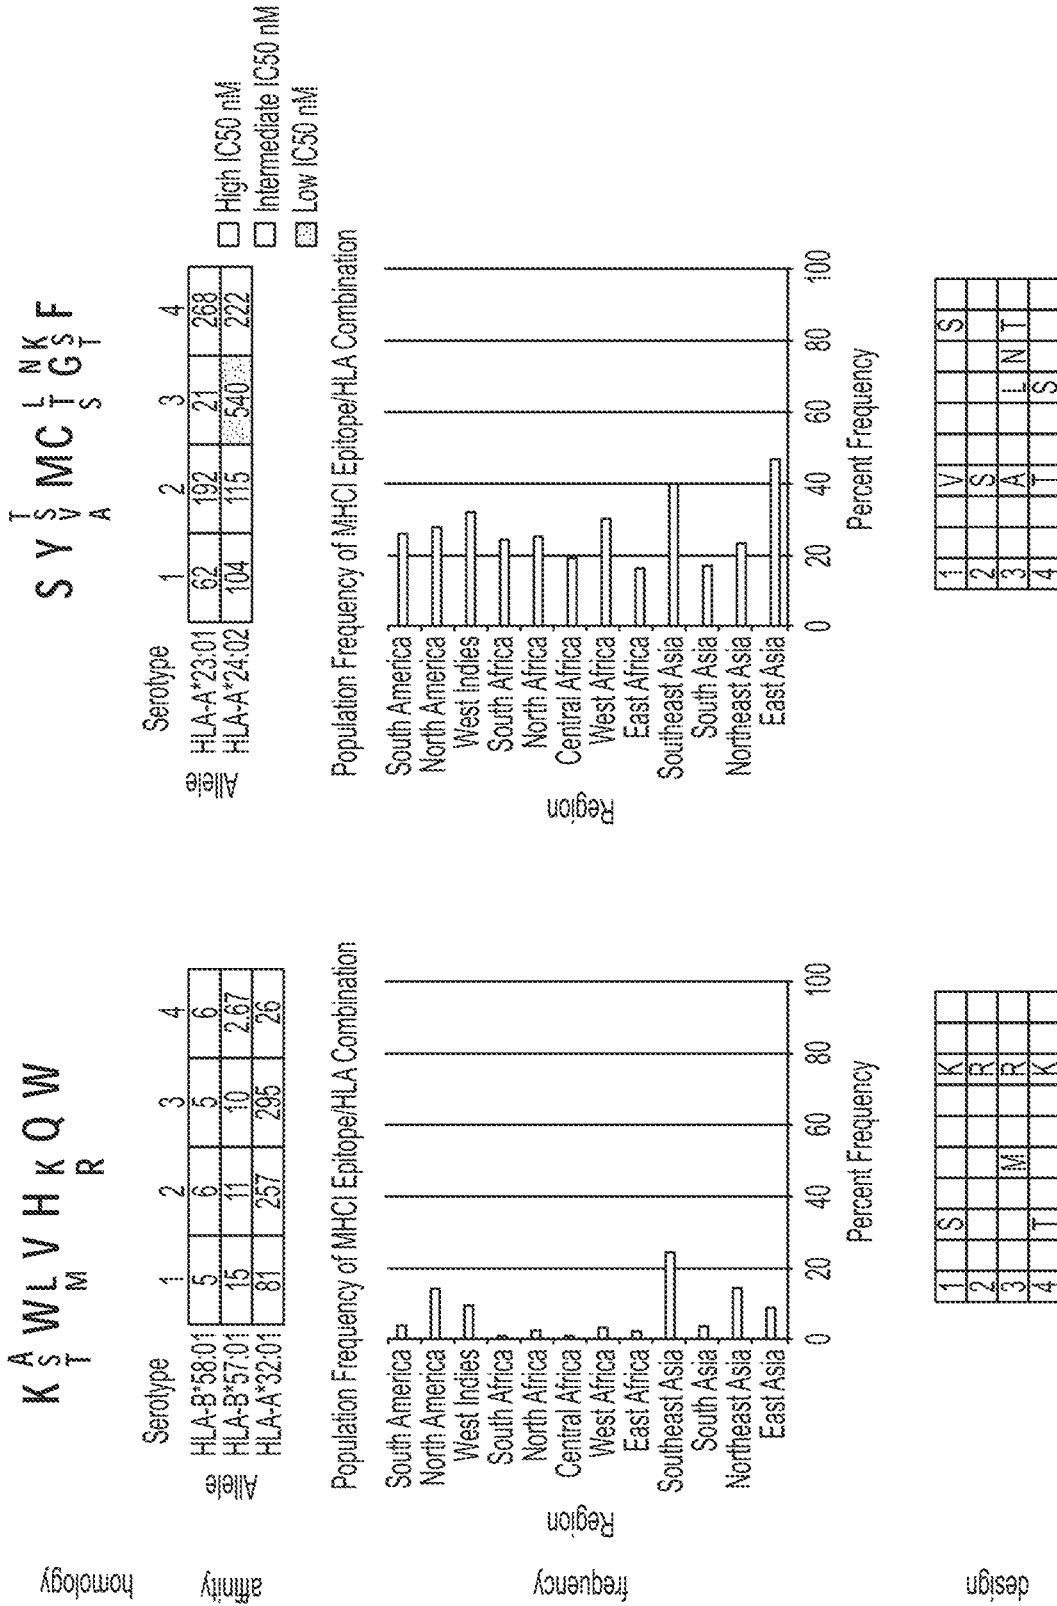 homology
K A S T W L M V H K R Q W
affinity
Serotype
1 2 3 4
Allele
HLA-B*58:01 5 6 5 6
HLA-B*57:01 15 11 10 2.67
HLA-A*32:01 81 257 295 26
frequency
Population Frequency of MHCI Epitope/HLA Combination
Region
South America
North America
West Indies
South Africa
North Africa
Central Africa
West Africa
East Africa
Southeast Asia
South Asia
Northeast Asia
East Asia
0 20 40 60 80 100
Percent Frequency
design
1 S K
2 R
3 M R
4 T K
S Y T S V A M C L T S N G K S T F
Serotype
1 2 3 4
Allele
HLA-A*23:01 62 192 21 268
HLA-A*24:02 104 115 540 222
High IC50 nM
Intermediate IC50 nM
Low IC50 nM
Population Frequency of MHCI Epitope/HLA Combination
Region
South America
North America
West Indies
South Africa
North Africa
Central Africa
West Africa
East Africa
Southeast Asia
South Asia
Northeast Asia
East Asia
0 20 40 60 80 100
Percent Frequency
1 V S
2 S
3 A L N T
4 T S